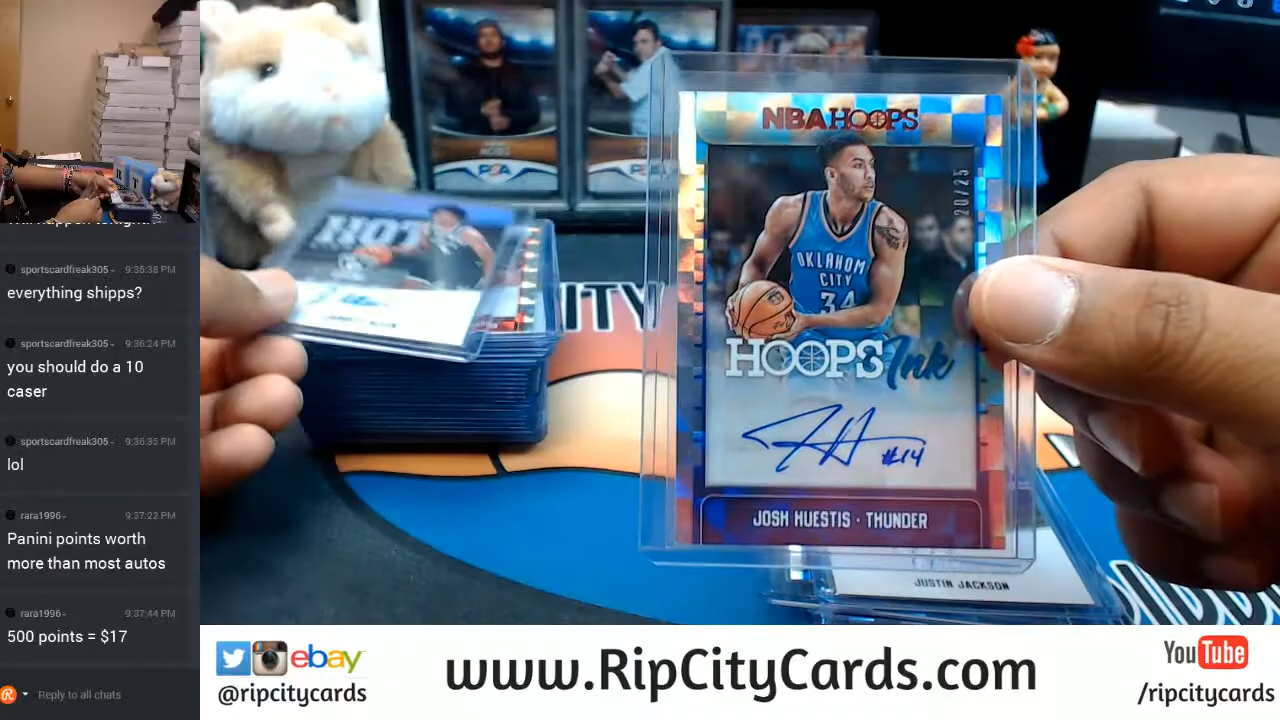 sportscardfreak305 - 9:35:38 PM
everything shipps?
sportscardfreak305 - 9:36:24 PM
you should do a 10
caser
sportscardfreak305 - 9:36:35 PM
lol
rara1996 - 9:37:22 PM
Panini points worth
more than most autos
rara1996 - 9:37:44 PM
500 points = $17
Reply to all chats
PSA
PSA
HOT
ITY
NBA HOOPS
20/25
OKLAHOMA
CITY
34
HOOPS Ink
#14
JOSH HUESTIS · THUNDER
JUSTIN JACKSON
ebay
@ripcitycards
www.RipCityCards.com
YouTube
/ripcitycards